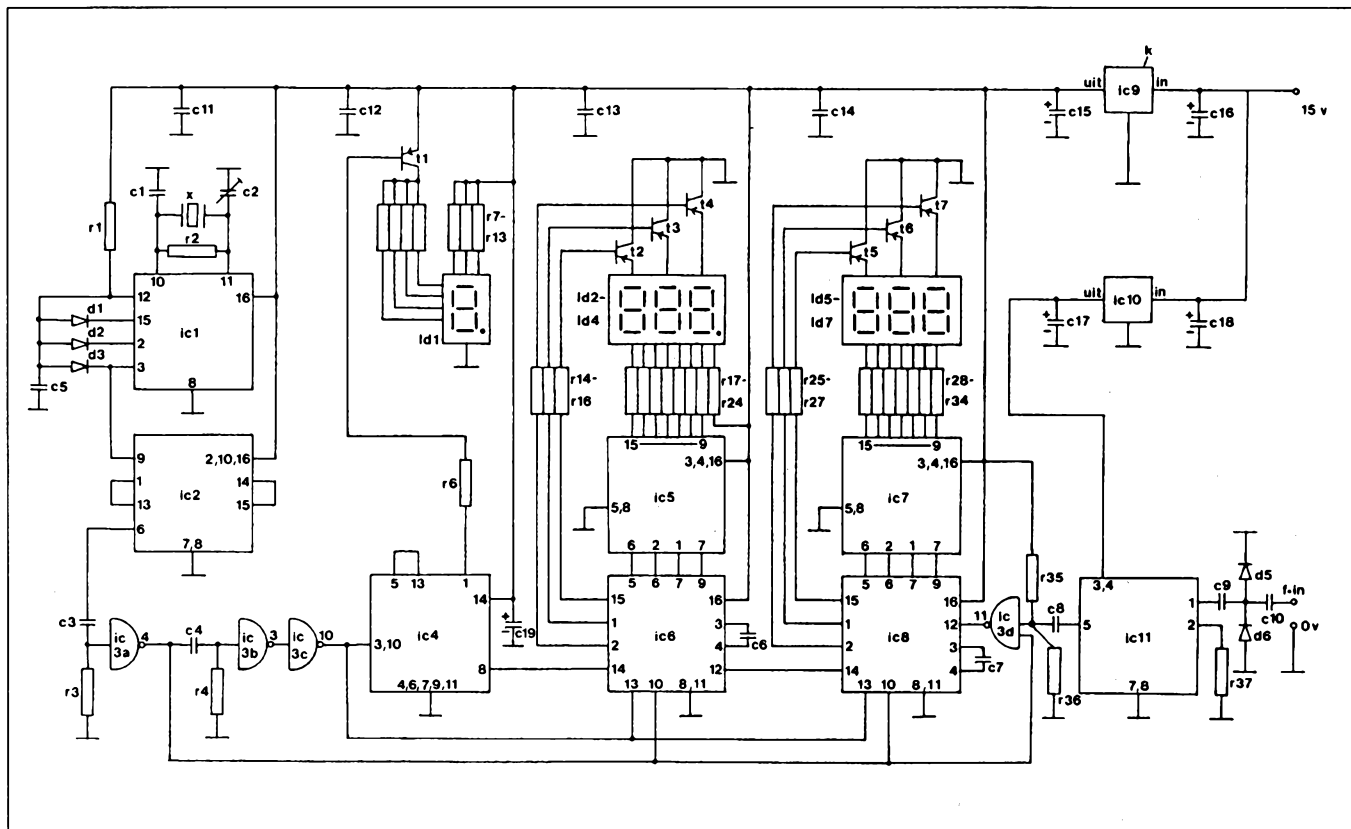 k
uit ic9 in
15 v
c11
c12
c13
c14
c15
c16
t1
c1
x
c2
r1
r2
r7-
r13
t4
t3
t2
t7
t6
t5
10 11
12 16
15
2
3
8
ic1
d1
d2
d3
c5
ld1
ld2-
ld4
ld5-
ld7
uit ic10 in
c17
c18
r14-
r16
r17-
r24
r25-
r27
r28-
r34
9 2,10,16
1 14
13 15
6
7,8
ic2
r6
15 9
3,4,16
ic5
5,8
6 2 1 7
15 9
3,4,16
ic7
5,8
6 2 1 7
r35
5 13 1
14
3,10
8
ic4
4,6,7,9,11
c19
5 6 7 9
15 16
1 3
2 4
14 12
ic6
13 10 8,11
c6
5 6 7 9
15 16
1 12
2 3
14 4
ic8
13 10 8,11
c7
11
ic
3d
c8
r36
3,4
5 1
2
ic11
7,8
c9
d5
c10
f-in
d6
0v
r37
c3
ic
3a
4
c4
ic
3b
3
ic
3c
10
r3
r4